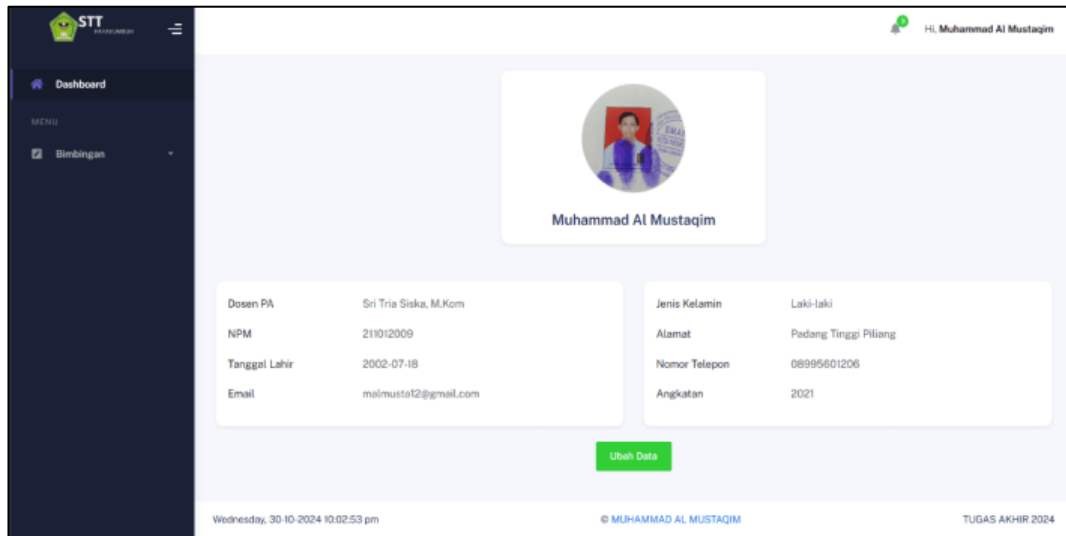 STT
PAYAKUMBUH
Hi, Muhammad Al Mustaqim
Dashboard
MENU
Bimbingan
Muhammad Al Mustaqim
Dosen PA Sri Tria Siska, M.Kom
NPM 211012009
Tanggal Lahir 2002-07-18
Email malmusta12@gmail.com
Jenis Kelamin Laki-laki
Alamat Padang Tinggi Piliang
Nomor Telepon 08995601206
Angkatan 2021
Ubah Data
Wednesday, 30-10-2024 10:02:53 pm
© MUHAMMAD AL MUSTAQIM
TUGAS AKHIR 2024